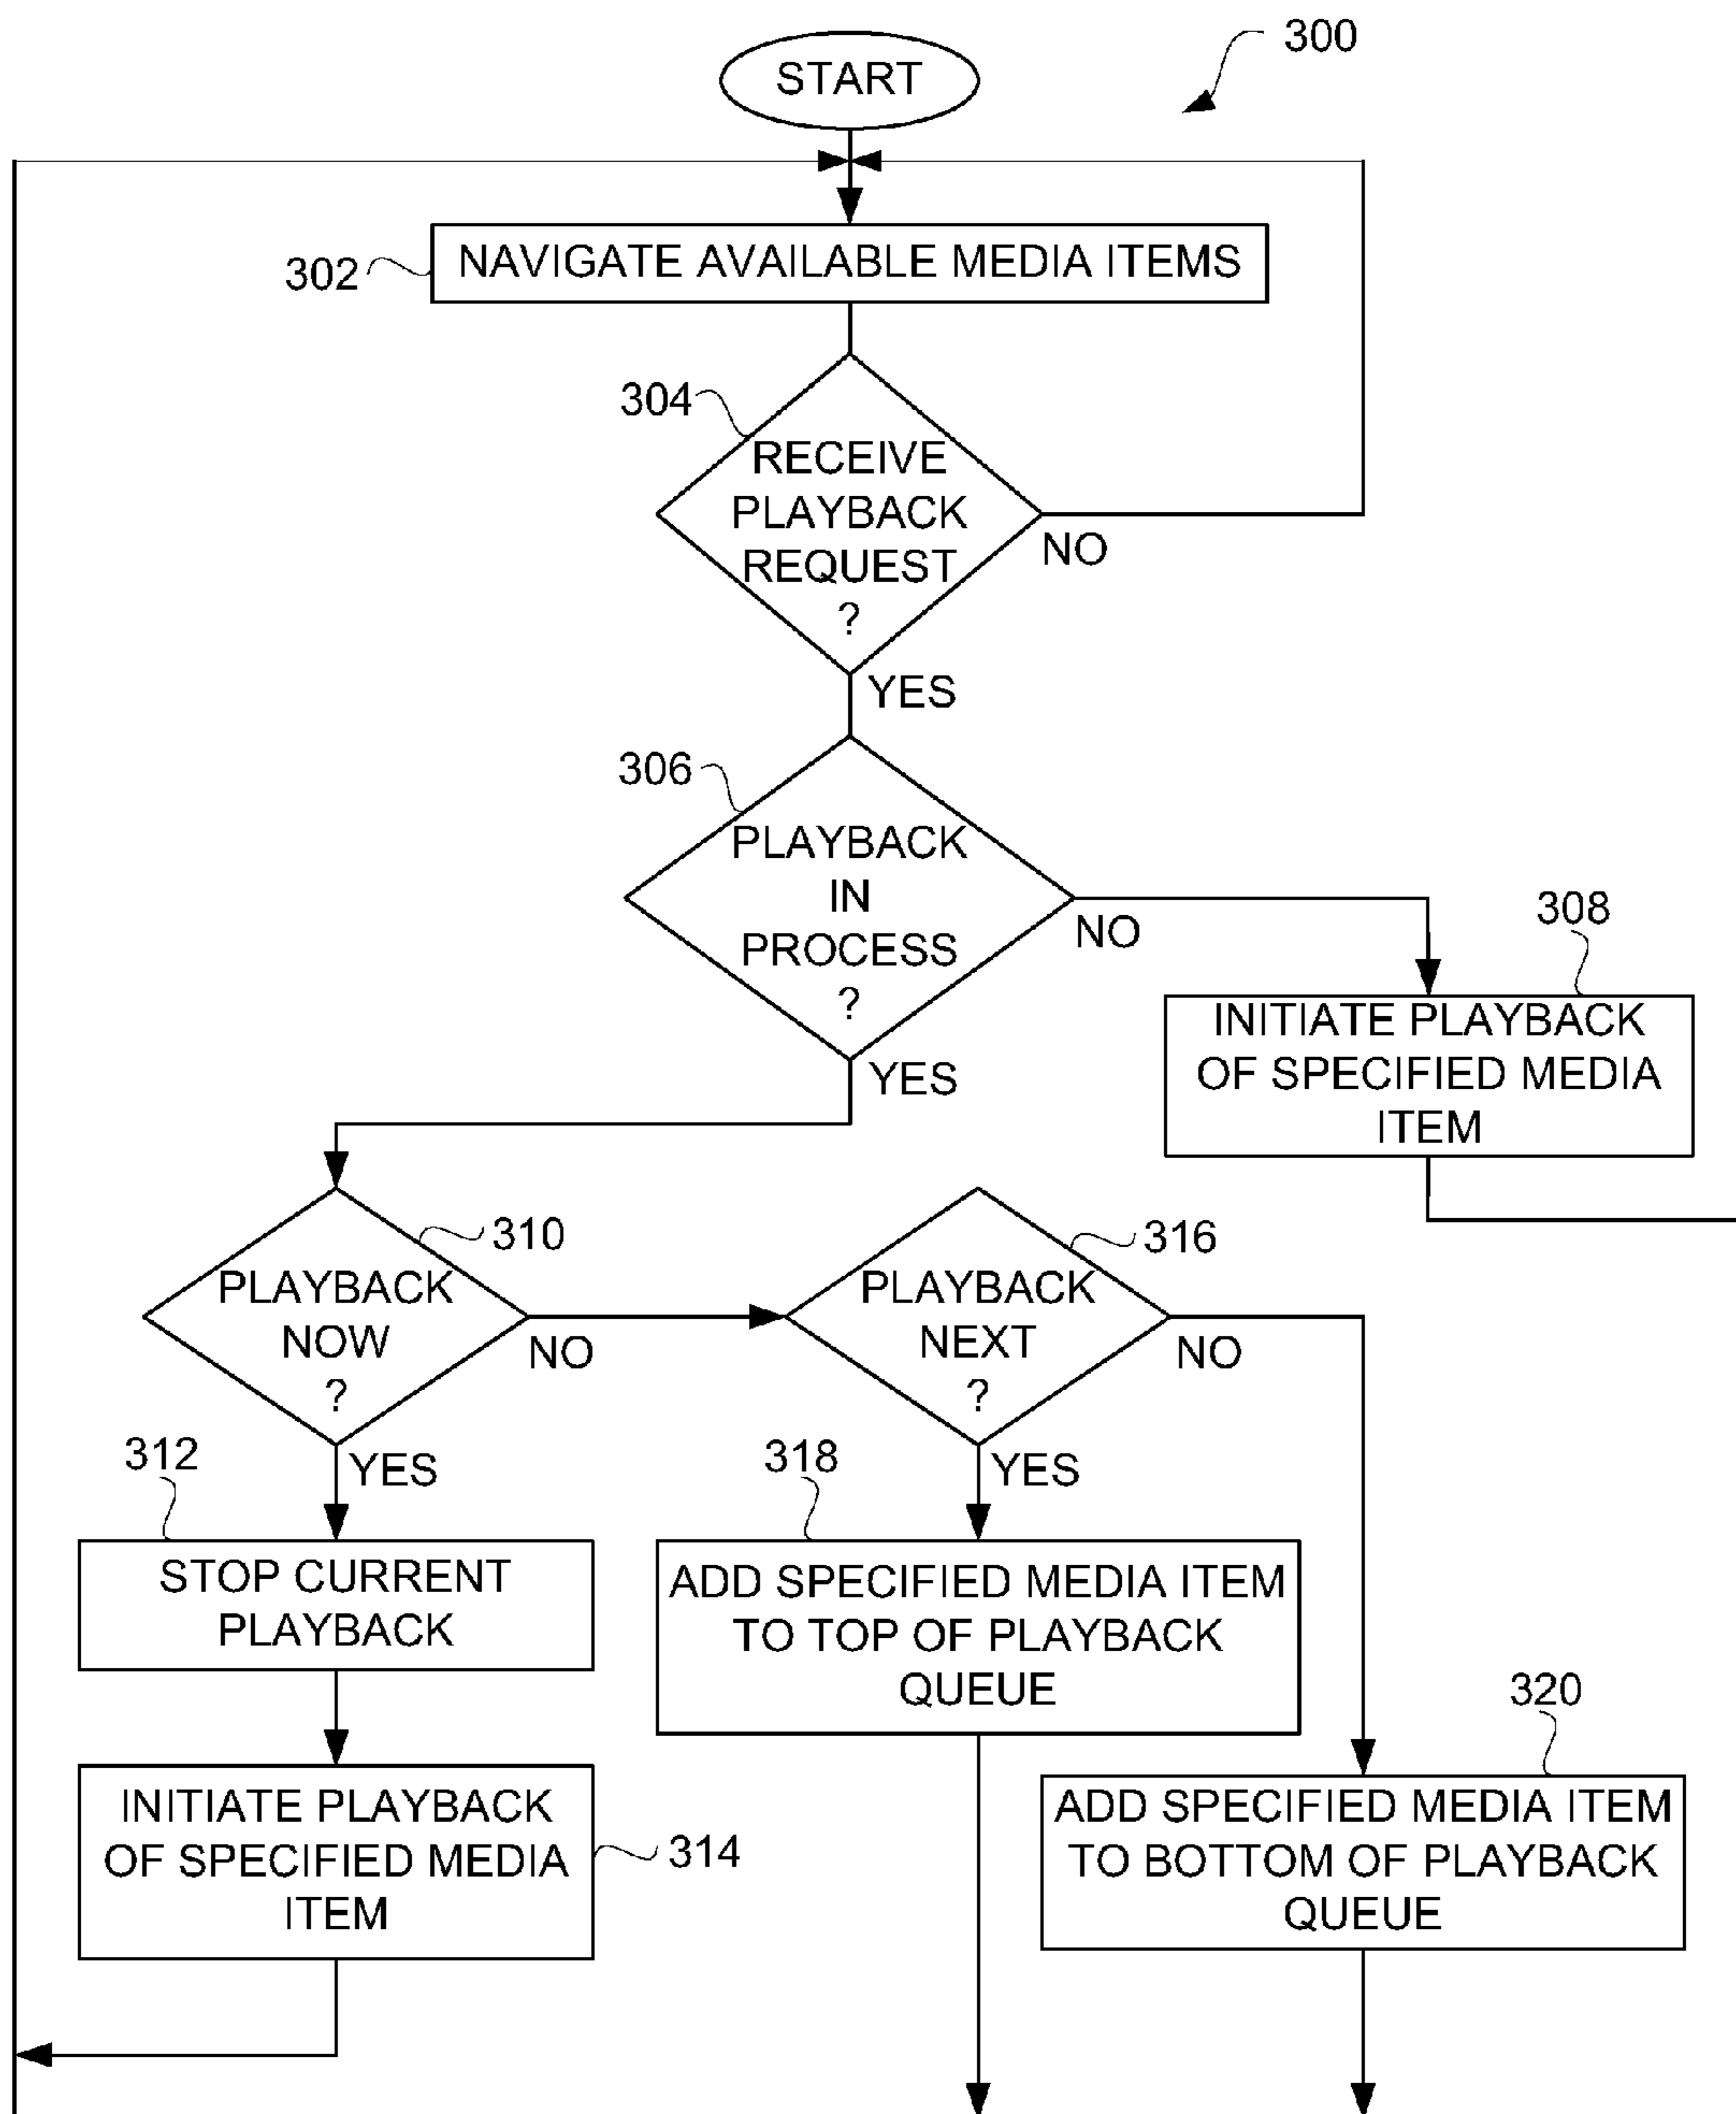 300
START
302
NAVIGATE AVAILABLE MEDIA ITEMS
304
RECEIVE
PLAYBACK
REQUEST
?
NO
YES
306
PLAYBACK
IN
PROCESS
?
NO
YES
308
INITIATE PLAYBACK
OF SPECIFIED MEDIA
ITEM
310
PLAYBACK
NOW
?
NO
YES
316
PLAYBACK
NEXT
?
NO
YES
312
STOP CURRENT
PLAYBACK
318
ADD SPECIFIED MEDIA ITEM
TO TOP OF PLAYBACK
QUEUE
314
INITIATE PLAYBACK
OF SPECIFIED MEDIA
ITEM
320
ADD SPECIFIED MEDIA ITEM
TO BOTTOM OF PLAYBACK
QUEUE